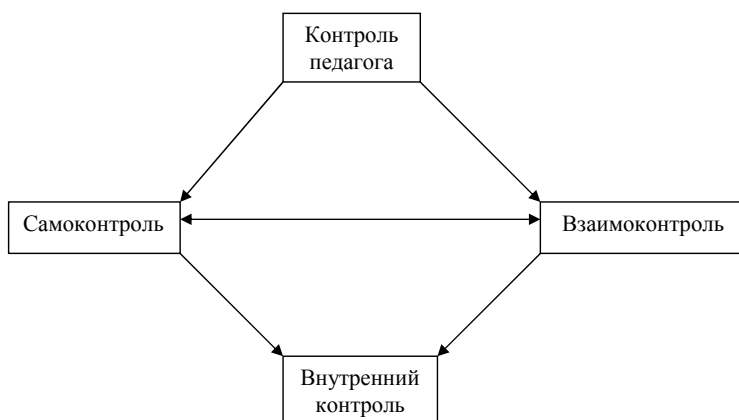 Контроль
педагога
Самоконтроль
Взаимоконтроль
Внутренний
контроль